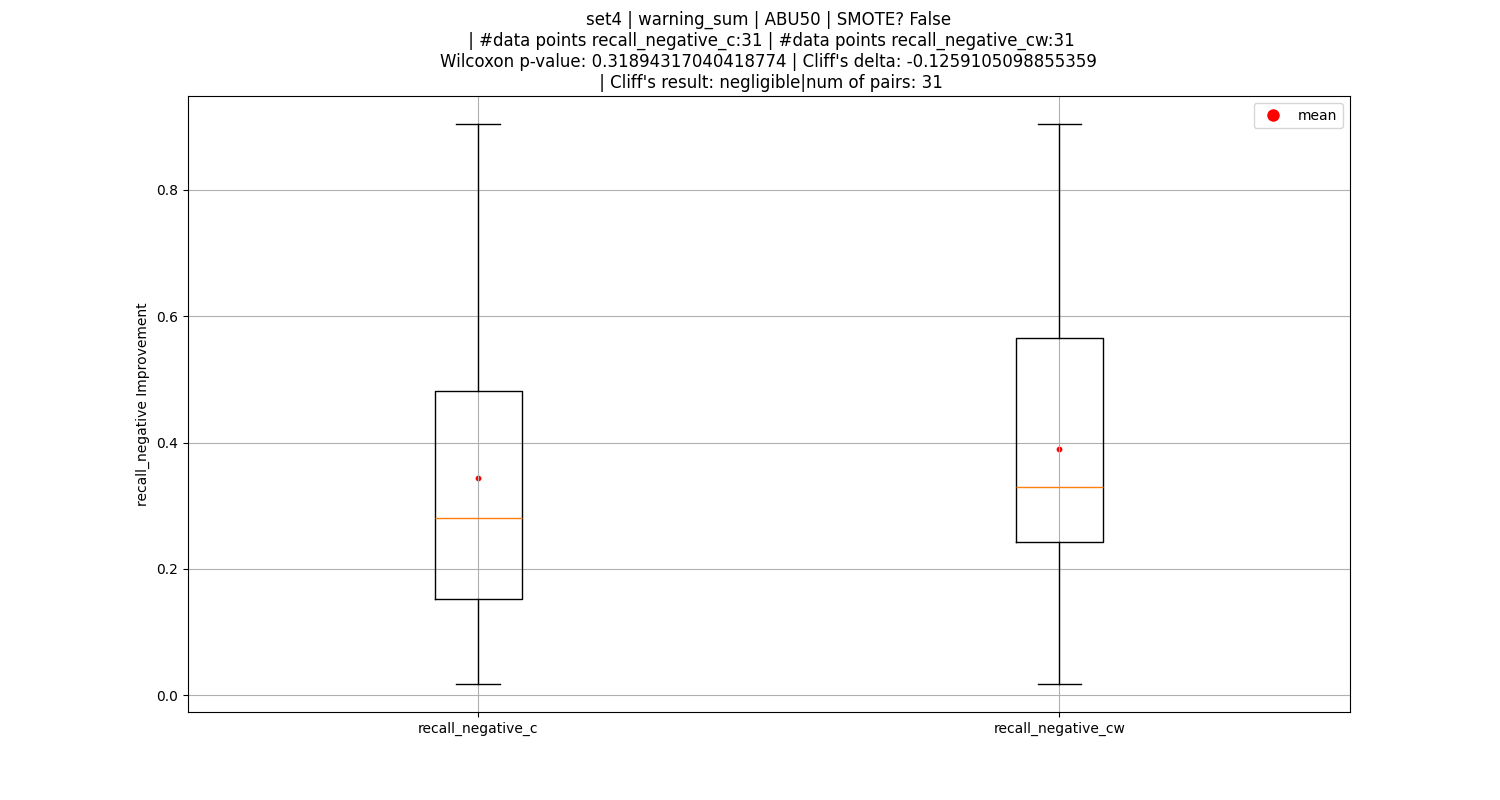 set4 | warning_sum | ABU50 | SMOTE? False
| #data points recall_negative_c:31 | #data points recall_negative_cw:31
Wilcoxon p-value: 0.31894317040418774 | Cliff's delta: -0.1259105098855359
| Cliff's result: negligible|num of pairs: 31
mean
0.8
0.6
0.4
0.2
0.0
recall_negative Improvement
recall_negative_c
recall_negative_cw